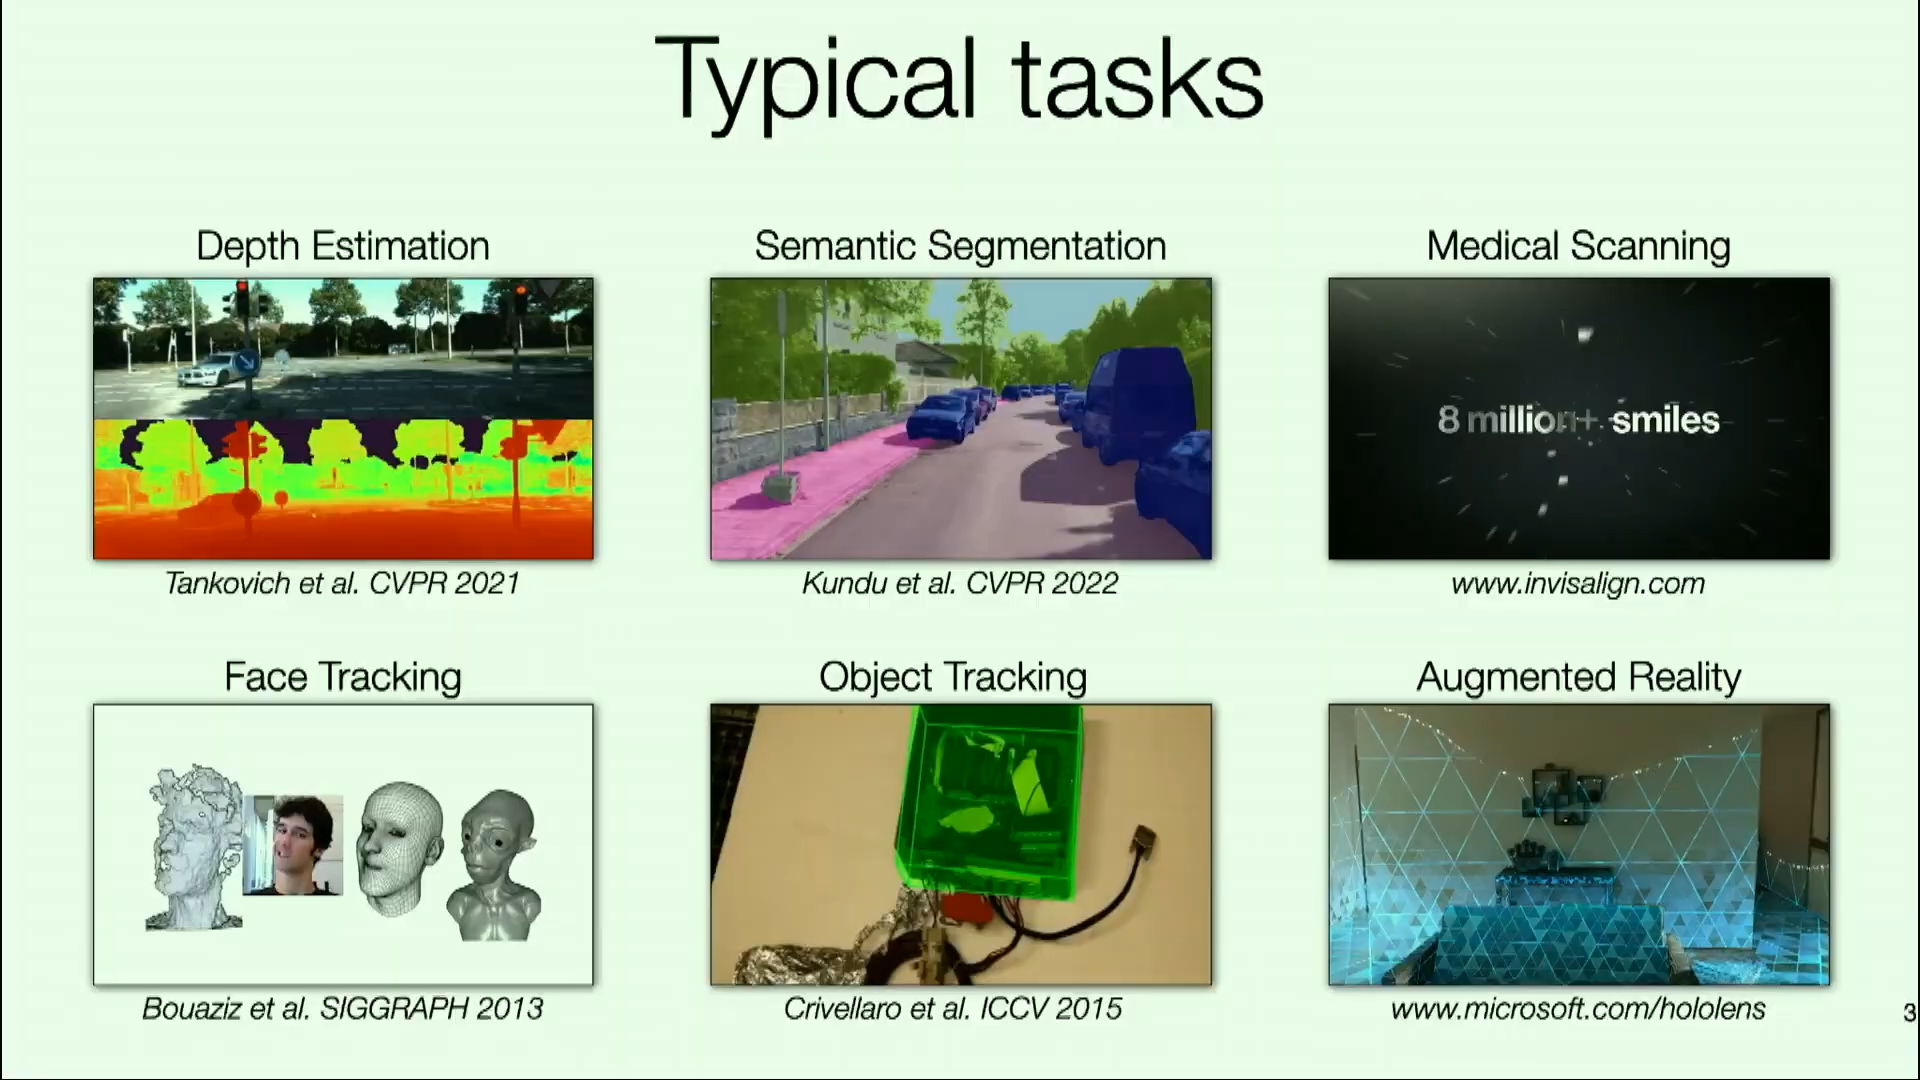 Typical tasks
Depth Estimation
Semantic Segmentation
Medical Scanning
8 million+ smiles
Tankovich et al. CVPR 2021
Kundu et al. CVPR 2022
www.invisalign.com
Face Tracking
Object Tracking
Augmented Reality
Bouaziz et al. SIGGRAPH 2013
Crivellaro et al. ICCV 2015
www.microsoft.com/hololens
3